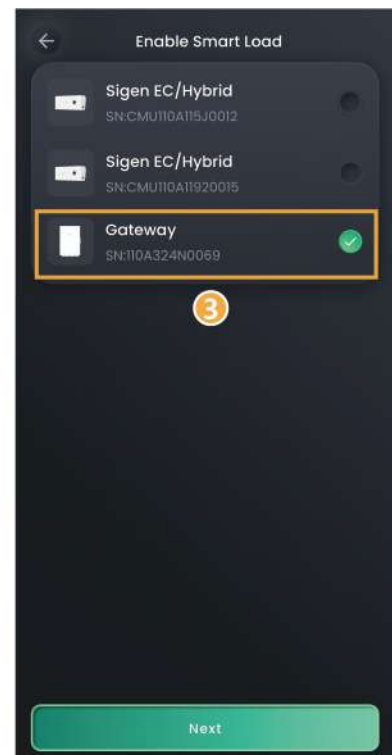 Enable Smart Load
Sigen EC/Hybrid
SN:CMU110A115J0012
Sigen EC/Hybrid
SN:CMU110A11920015
Gateway
SN:110A324N0069
3
Next